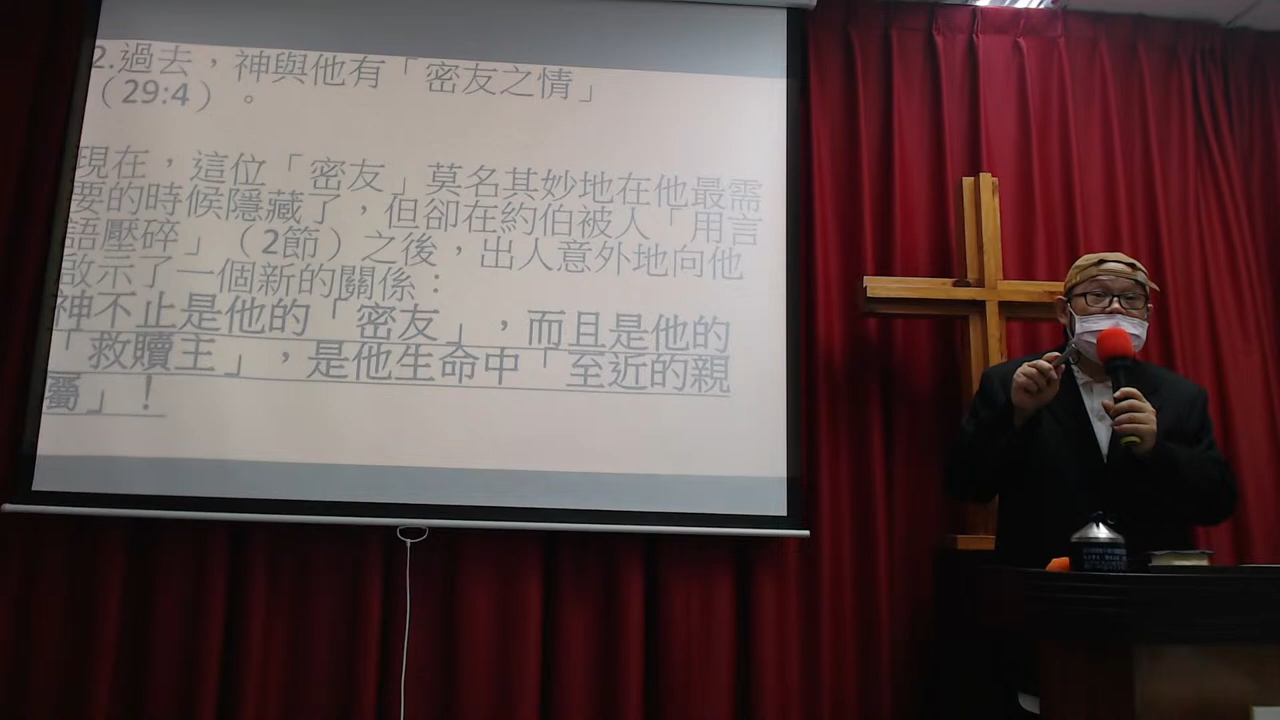 2.過去，神與他有「密友之情」
（29:4）。
現在，這位「密友」莫名其妙地在他最需
要的時候隱藏了，但卻在約伯被人「用言
語壓碎」（2節）之後，出人意外地向他
啟示了一個新的關係：
神不止是他的「密友」，而且是他的
「救贖主」，是他生命中「至近的親
屬」！